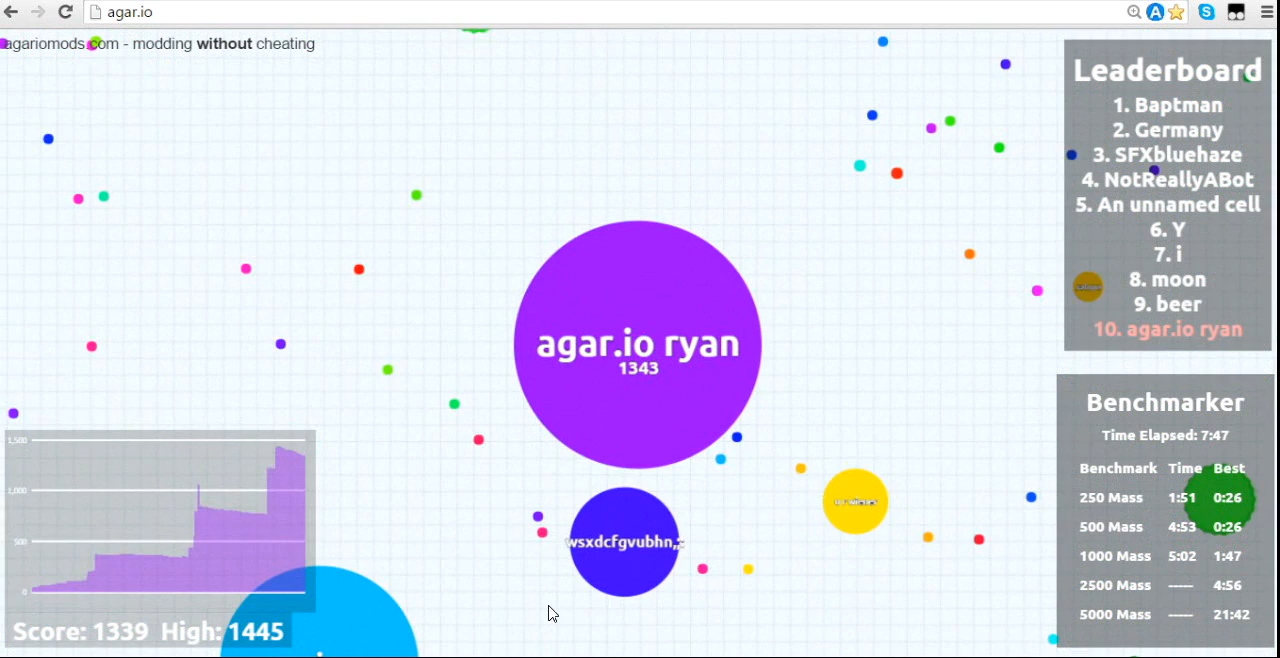 agar.io
agariomods.com - modding without cheating
Leaderboard
1. Baptman
2. Germany
3. SFXbluehaze
4. NotReallyABot
5. An unnamed cell
6. Y
7. i
8. moon
9. beer
10. agar.io ryan
agar.io ryan
1343
wsxdcfgvubhn,;
Benchmarker
Time Elapsed: 7:47
Benchmark Time Best
250 Mass 1:51 0:26
500 Mass 4:53 0:26
1000 Mass 5:02 1:47
2500 Mass ----- 4:56
5000 Mass ----- 21:42
1,500
1,000
500
0
Score: 1339 High: 1445